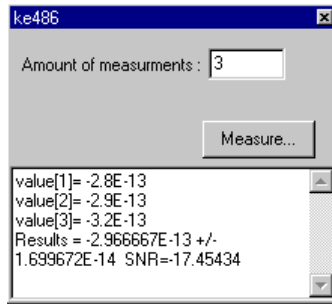 ke486
Amount of measurments : 3
Measure...
value[1]= -2.8E-13
value[2]= -2.9E-13
value[3]= -3.2E-13
Results = -2.966667E-13 +/-
1.699672E-14  SNR=-17.45434